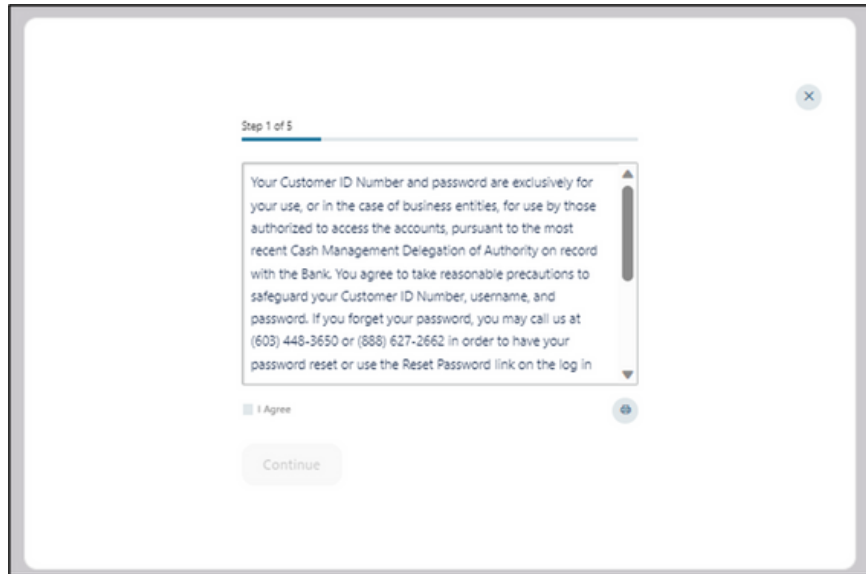 Step 1 of 5
Your Customer ID Number and password are exclusively for
your use, or in the case of business entities, for use by those
authorized to access the accounts, pursuant to the most
recent Cash Management Delegation of Authority on record
with the Bank. You agree to take reasonable precautions to
safeguard your Customer ID Number, username, and
password. If you forget your password, you may call us at
(603) 448-3650 or (888) 627-2662 in order to have your
password reset or use the Reset Password link on the log in
I Agree
Continue